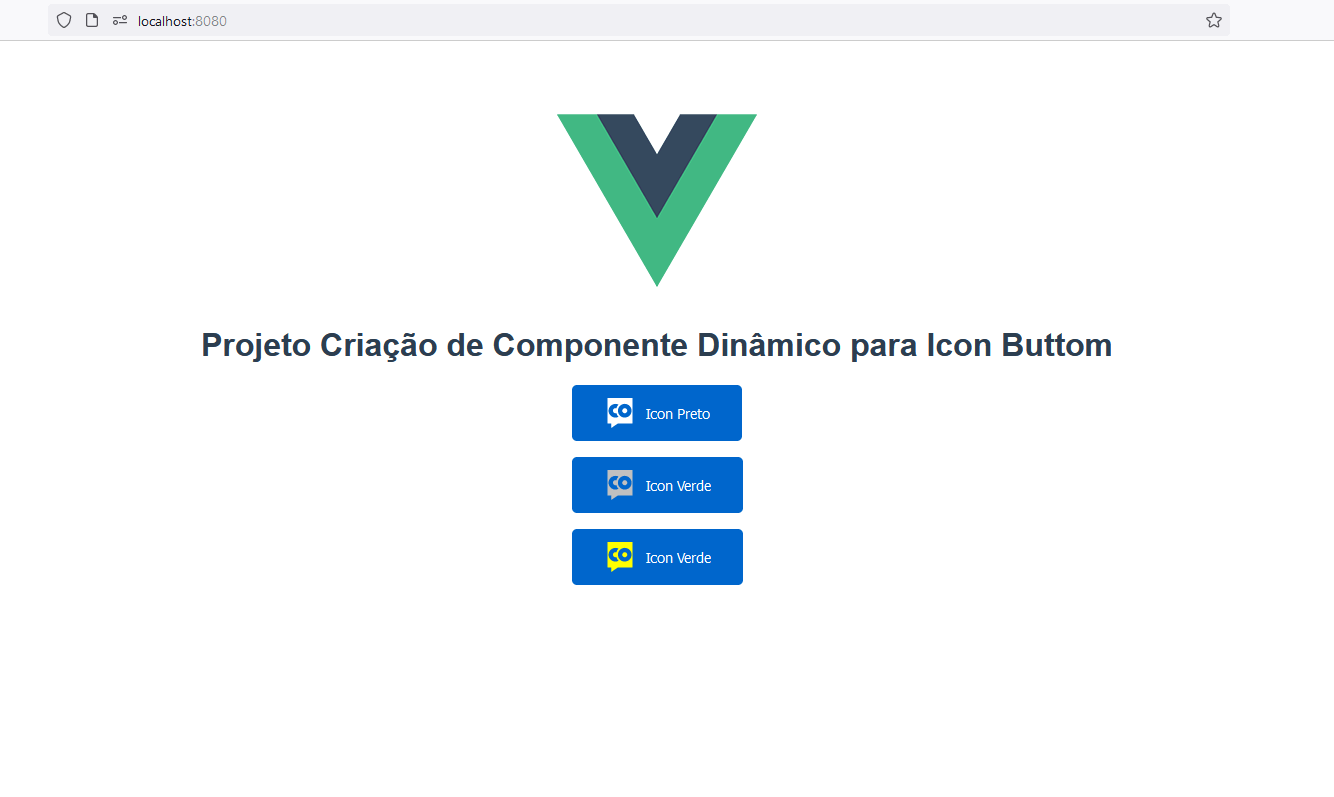 localhost:8080
Projeto Criação de Componente Dinâmico para Icon Buttom
CO Icon Preto
CO Icon Verde
CO Icon Verde